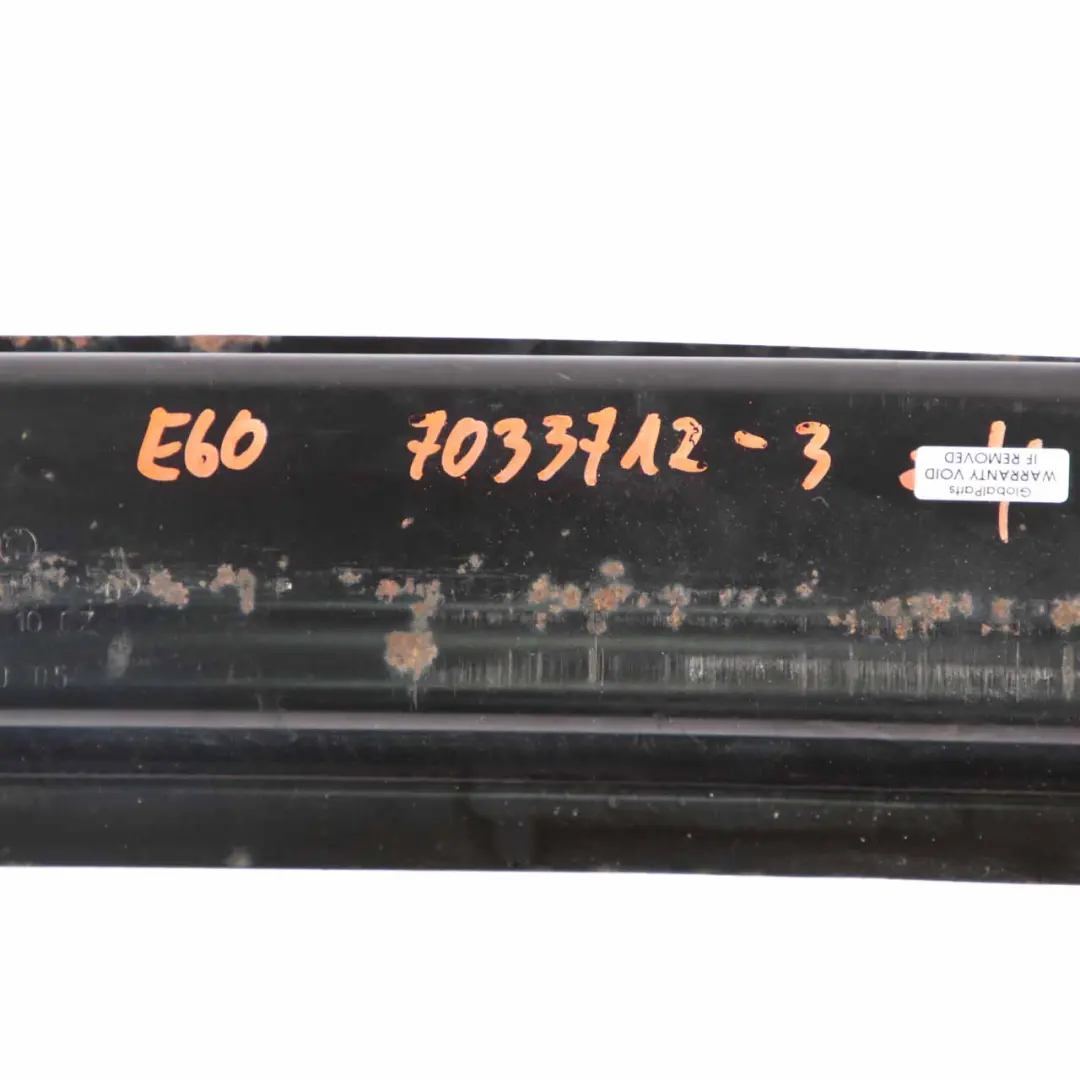 E60 7033712-3
GlobalParts
WARRANTY VOID
IF REMOVED